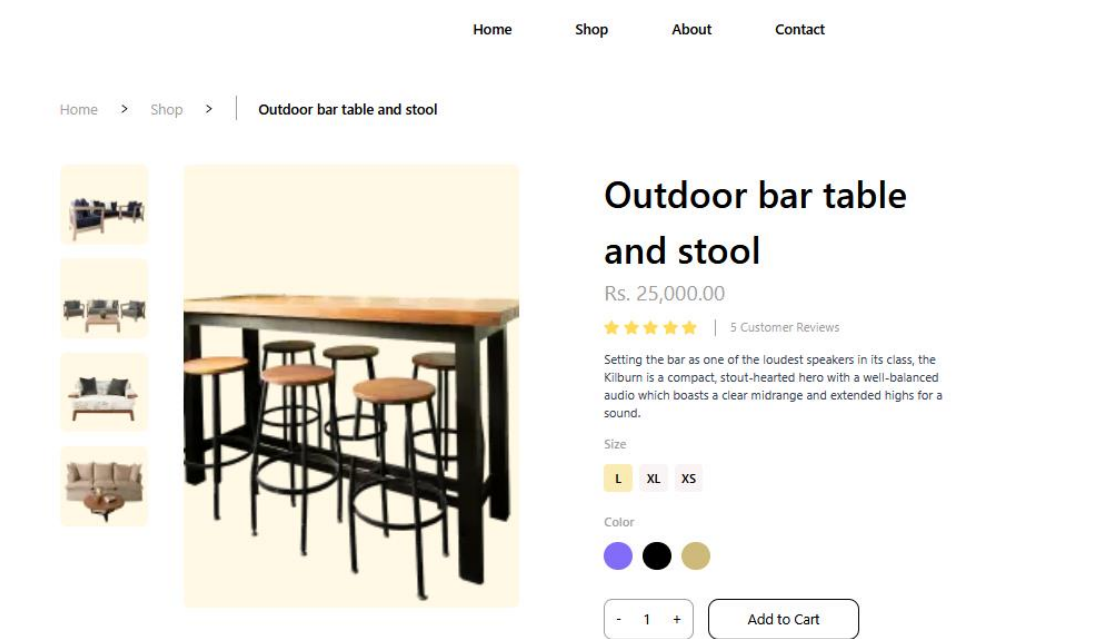 Home Shop About Contact
Home > Shop > Outdoor bar table and stool
Outdoor bar table
and stool
Rs. 25,000.00
5 Customer Reviews
Setting the bar as one of the loudest speakers in its class, the
Kilburn is a compact, stout-hearted hero with a well-balanced
audio which boasts a clear midrange and extended highs for a
sound.
Size
L XL XS
Color
- 1 + Add to Cart